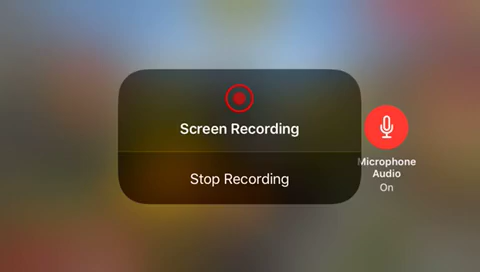 Screen Recording
Stop Recording
Microphone
Audio
On